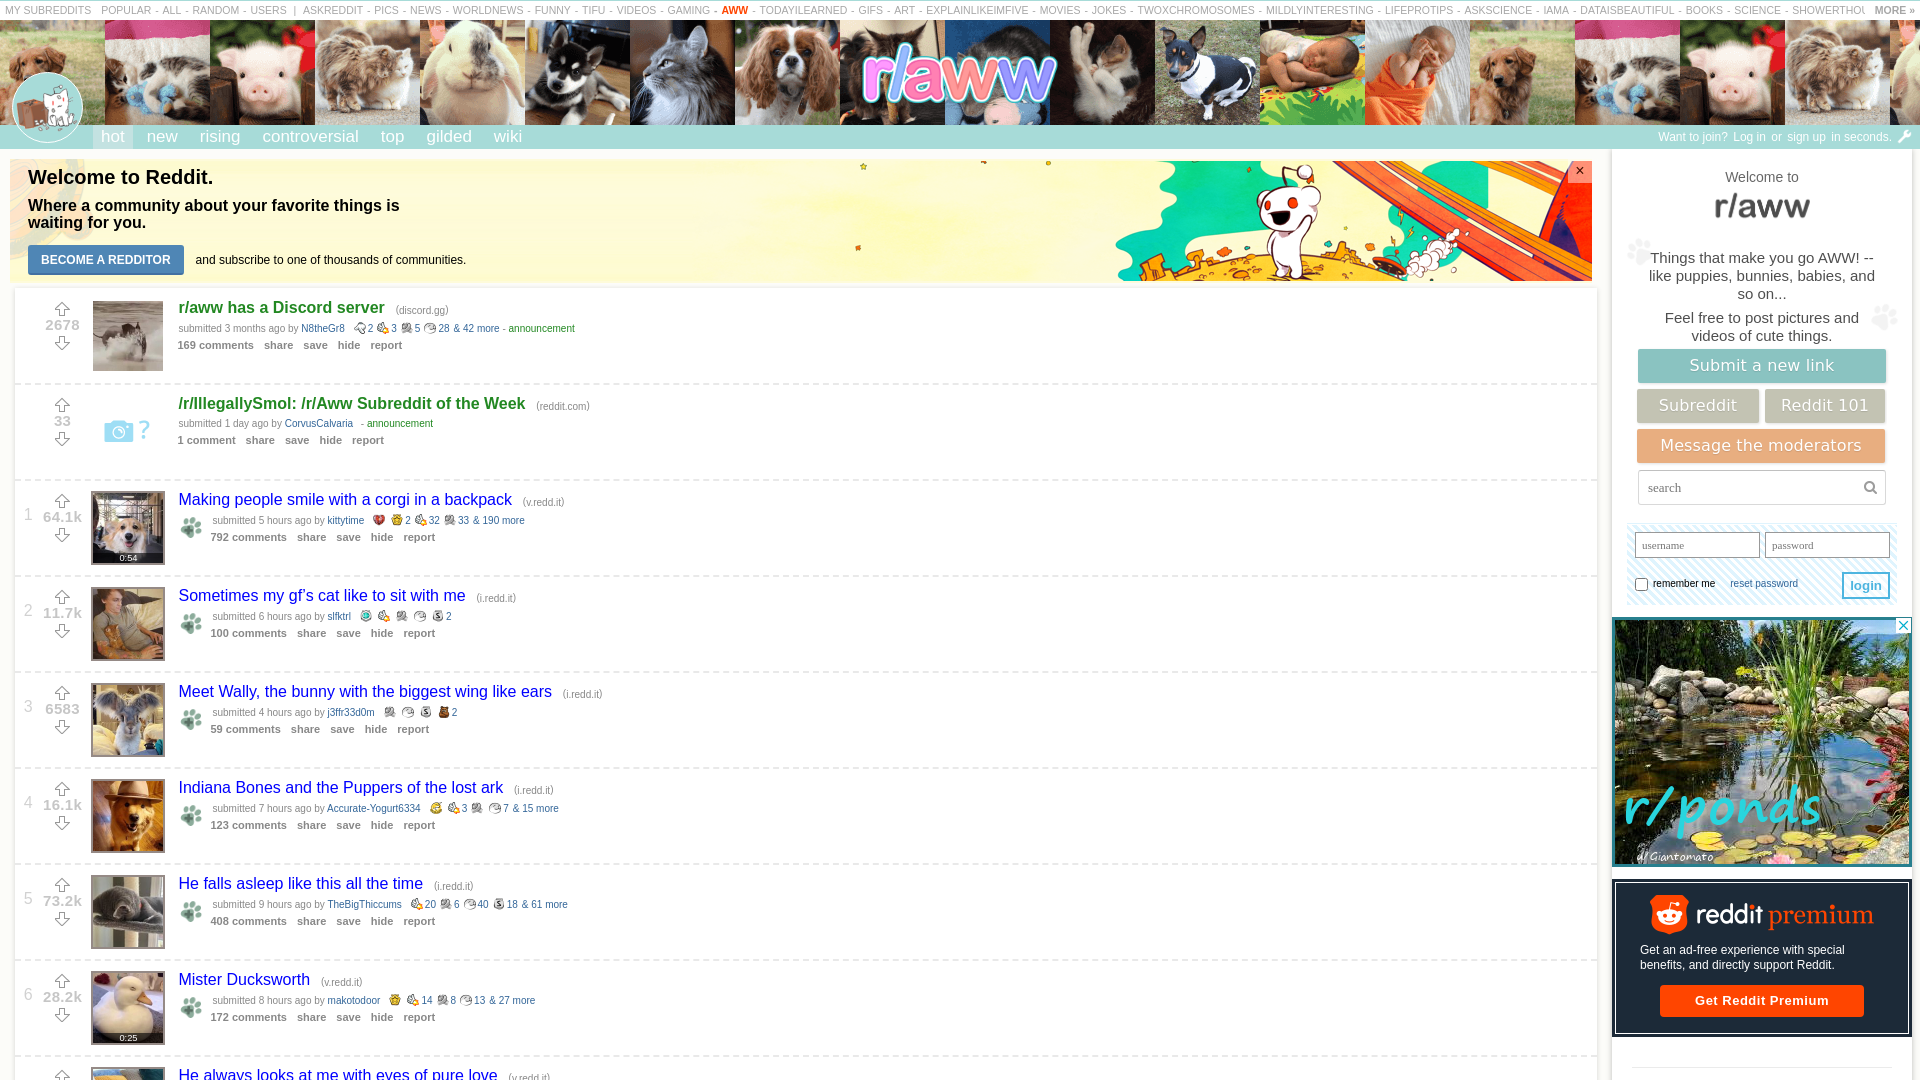 MY SUBREDDITS POPULAR - ALL - RANDOM - USERS | ASKREDDIT - PICS - NEWS - WORLDNEWS - FUNNY - TIFU - VIDEOS - GAMING - AWW - TODAYILEARNED - GIFS - ART - EXPLAINLIKEIMFIVE - MOVIES - JOKES - TWOXCHROMOSOMES - MILDLYINTERESTING - LIFEPROTIPS - ASKSCIENCE - IAMA - DATAISBEAUTIFUL - BOOKS - SCIENCE - SHOWERTHOU MORE »
r/aww
hot new rising controversial top gilded wiki
Want to join? Log in or sign up in seconds.
Welcome to Reddit.
Where a community about your favorite things is
waiting for you.
BECOME A REDDITOR and subscribe to one of thousands of communities.
×
2678
r/aww has a Discord server (discord.gg)
submitted 3 months ago by N8theGr8 2 3 5 28 & 42 more - announcement
169 comments share save hide report
33
/r/IllegallySmol: /r/Aww Subreddit of the Week (reddit.com)
submitted 1 day ago by CorvusCalvaria - announcement
1 comment share save hide report
?
1
64.1k
0:54
Making people smile with a corgi in a backpack (v.redd.it)
submitted 5 hours ago by kittytime 2 32 33 & 190 more
792 comments share save hide report
2
11.7k
Sometimes my gf’s cat like to sit with me (i.redd.it)
submitted 6 hours ago by slfktrl 2
100 comments share save hide report
3
6583
Meet Wally, the bunny with the biggest wing like ears (i.redd.it)
submitted 4 hours ago by j3ffr33d0m 2
59 comments share save hide report
4
16.1k
Indiana Bones and the Puppers of the lost ark (i.redd.it)
submitted 7 hours ago by Accurate-Yogurt6334 3 7 & 15 more
123 comments share save hide report
5
73.2k
He falls asleep like this all the time (i.redd.it)
submitted 9 hours ago by TheBigThiccums 20 6 40 18 & 61 more
408 comments share save hide report
6
28.2k
0:25
Mister Ducksworth (v.redd.it)
submitted 8 hours ago by makotodoor 14 8 13 & 27 more
172 comments share save hide report
He always looks at me with eyes of pure love (v.redd.it)
Welcome to
r/aww
Things that make you go AWW! --
like puppies, bunnies, babies, and
so on...
Feel free to post pictures and
videos of cute things.
Submit a new link
Subreddit Reddit 101
Message the moderators
search
username password
remember me reset password login
r/ponds
u/Giantomato
reddit premium
Get an ad-free experience with special
benefits, and directly support Reddit.
Get Reddit Premium